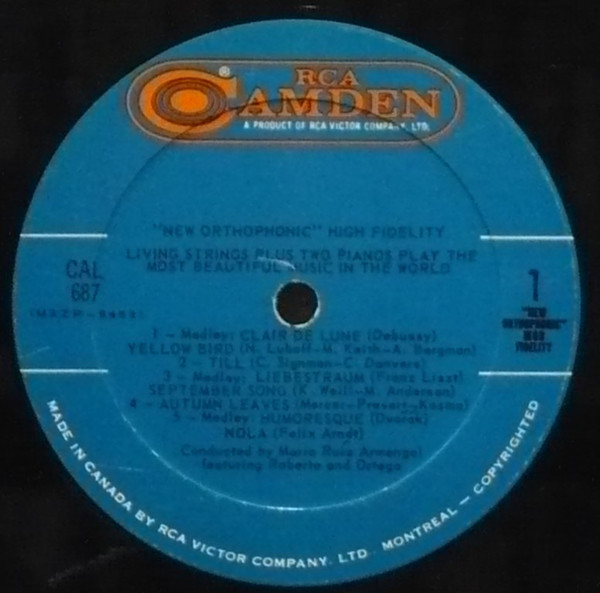 RCA
CAMDEN
®
A PRODUCT OF RCA VICTOR COMPANY, LTD.
"NEW ORTHOPHONIC" HIGH FIDELITY
LIVING STRINGS PLUS TWO PIANOS PLAY THE
MOST BEAUTIFUL MUSIC IN THE WORLD
CAL
687
1
"NEW
ORTHOPHONIC"
HIGH
FIDELITY
1 - Medley: CLAIR DE LUNE (Debussy)
YELLOW BIRD (N. Luboff-M. Keith-A. Bergman)
2 - TILL (C. Sigman-C. Danvers)
3 - Medley: LIEBESTRAUM (Franz Liszt)
SEPTEMBER SONG (K. Weill-M. Anderson)
4 - AUTUMN LEAVES (Mercer-Prevert-Kosma)
5 - Medley: HUMORESQUE (Dvorak)
NOLA (Felix Arndt)
Conducted by Mario Ruiz Armengol
featuring Roberto and Ortega
MADE IN CANADA BY RCA VICTOR COMPANY, LTD. MONTREAL - COPYRIGHTED